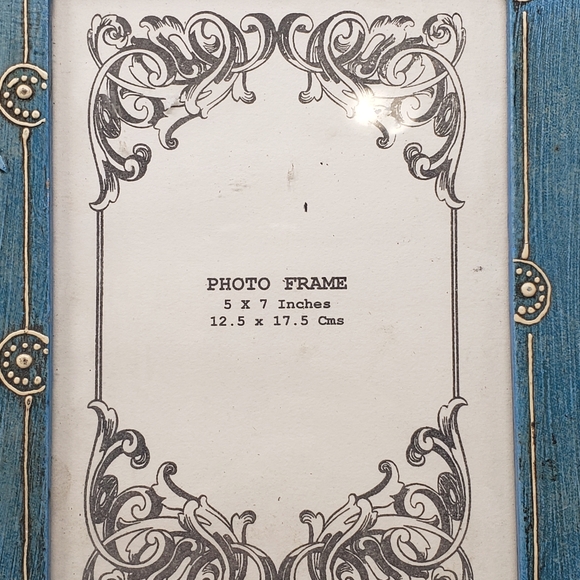 PHOTO FRAME
5 X 7 Inches
12.5 x 17.5 Cms